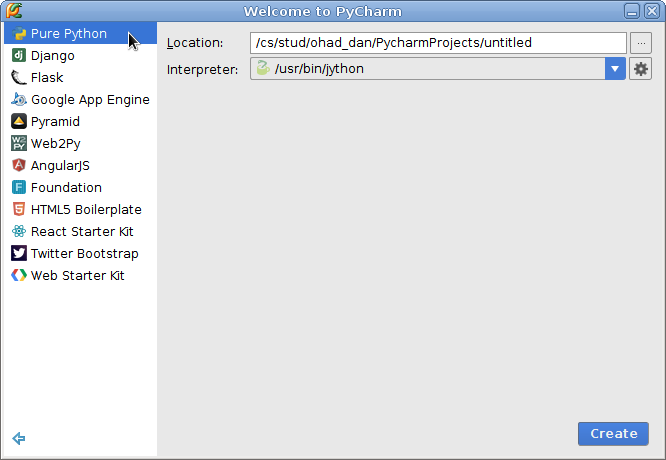 Welcome to PyCharm
Pure Python
Django
Flask
Google App Engine
Pyramid
W2PY Web2Py
AngularJS
Foundation
HTML5 Boilerplate
React Starter Kit
Twitter Bootstrap
Web Starter Kit
Location: /cs/stud/ohad_dan/PycharmProjects/untitled ...
Interpreter: /usr/bin/jython
Create